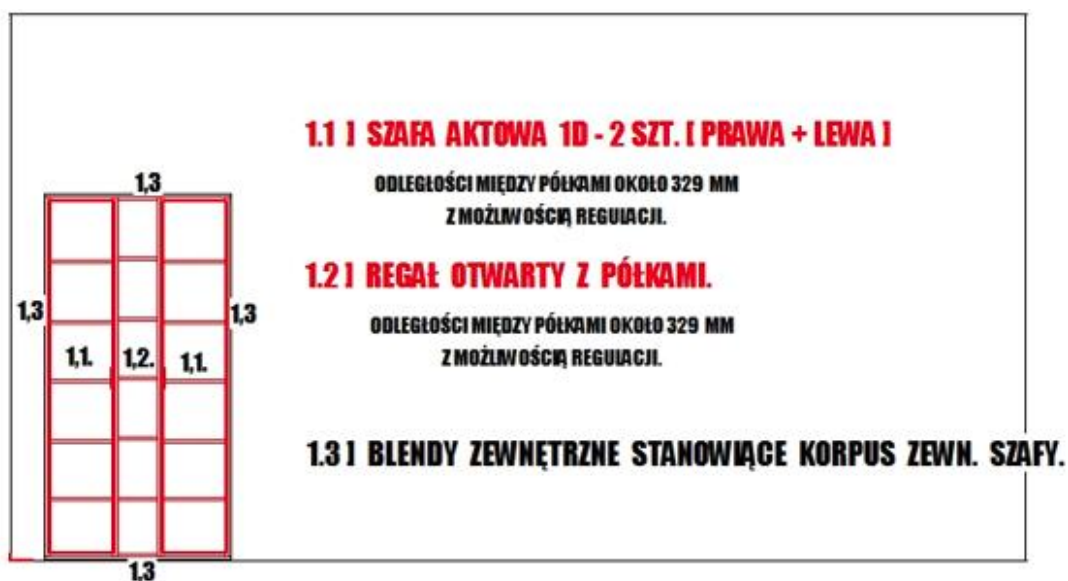 1.1 ] SZAFA AKTOWA 1D - 2 SZT. [ PRAWA + LEWA ]
ODLEGŁOŚCI MIĘDZY PÓŁKAMI OKOŁO 329 MM
Z MOŻLIWOŚCIĄ REGULACJI.
1,3
1.2 ] REGAŁ OTWARTY Z PÓŁKAMI.
1,3
1,3
ODLEGŁOŚCI MIĘDZY PÓŁKAMI OKOŁO 329 MM
Z MOŻLIWOŚCIĄ REGULACJI.
1,1. 1,2. 1,1.
1.3 ] BLENDY ZEWNĘTRZNE STANOWIĄCE KORPUS ZEWN. SZAFY.
1.3